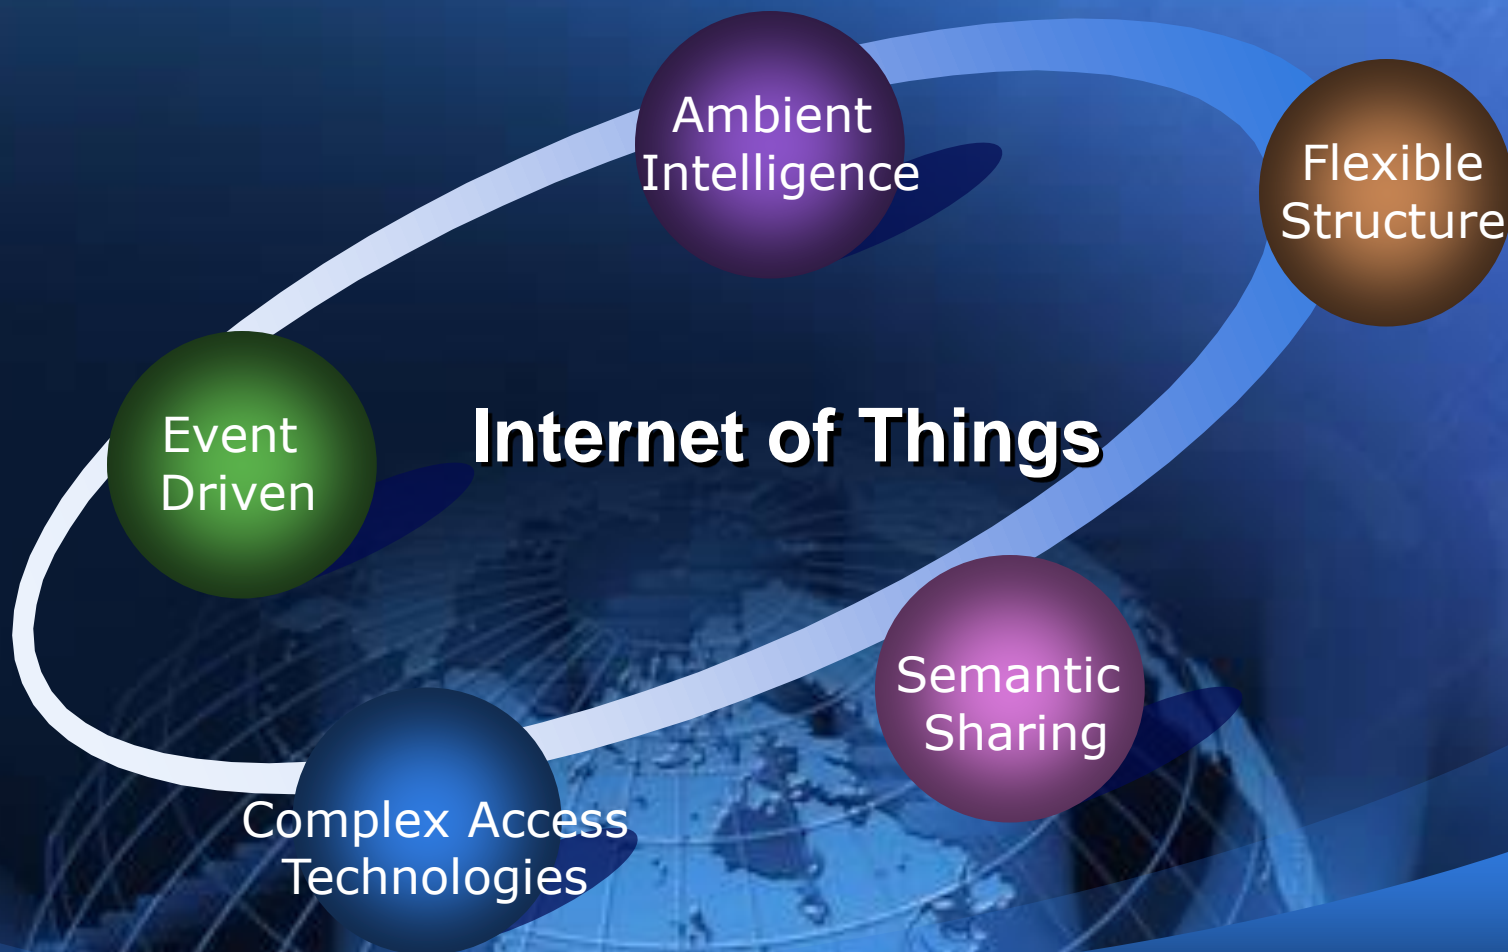 Ambient
Intelligence
Flexible
Structure
Event
Driven
Internet of Things
Semantic
Sharing
Complex Access
Technologies